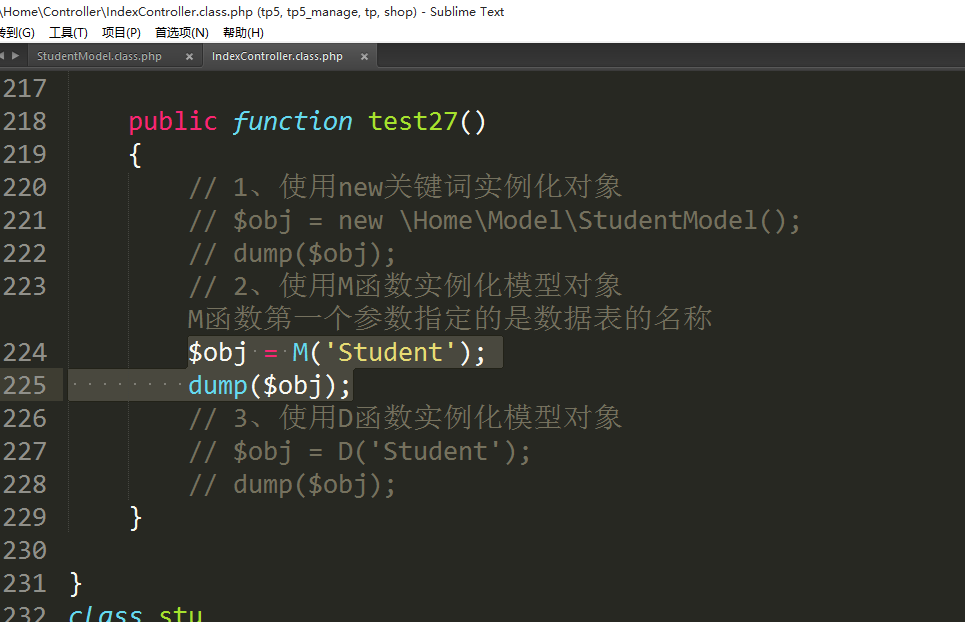 \Home\Controller\IndexController.class.php (tp5, tp5_manage, tp, shop) - Sublime Text
转到(G) 工具(T) 项目(P) 首选项(N) 帮助(H)
StudentModel.class.php × IndexController.class.php ×
217
218 public function test27()
219 {
220 // 1、使用new关键词实例化对象
221 // $obj = new \Home\Model\StudentModel();
222 // dump($obj);
223 // 2、使用M函数实例化模型对象
M函数第一个参数指定的是数据表的名称
224 $obj = M('Student');
225 dump($obj);
226 // 3、使用D函数实例化模型对象
227 // $obj = D('Student');
228 // dump($obj);
229 }
230
231 }
232 class stu